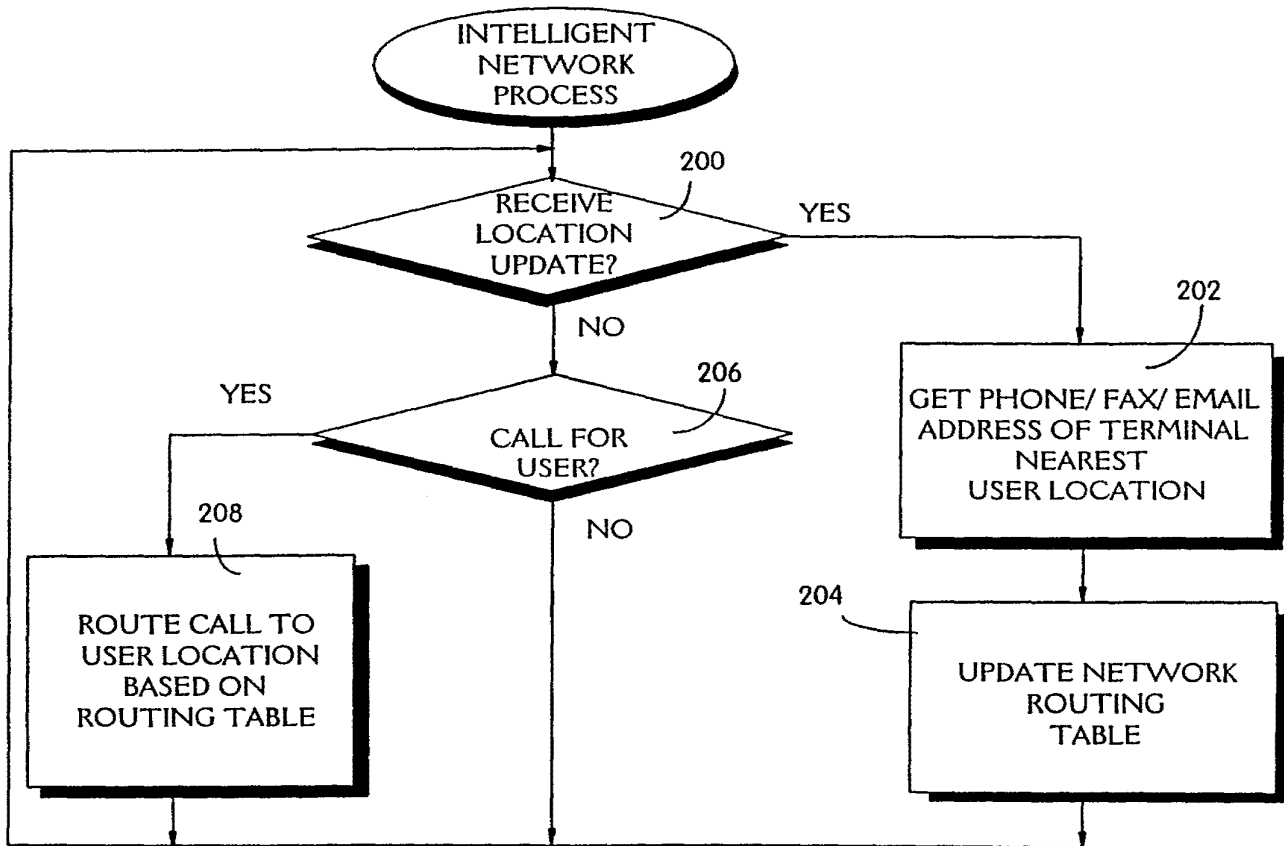 INTELLIGENT
NETWORK
PROCESS
200
RECEIVE
LOCATION
UPDATE?
YES
NO
202
GET PHONE/ FAX/ EMAIL
ADDRESS OF TERMINAL
NEAREST
USER LOCATION
206
YES
CALL FOR
USER?
NO
208
ROUTE CALL TO
USER LOCATION
BASED ON
ROUTING TABLE
204
UPDATE NETWORK
ROUTING
TABLE